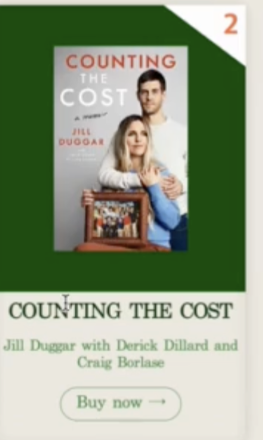 2
COUNTING
THE
COST
a memoir
JILL
DUGGAR
COUNTING THE COST
Jill Duggar with Derick Dillard and
Craig Borlase
Buy now →